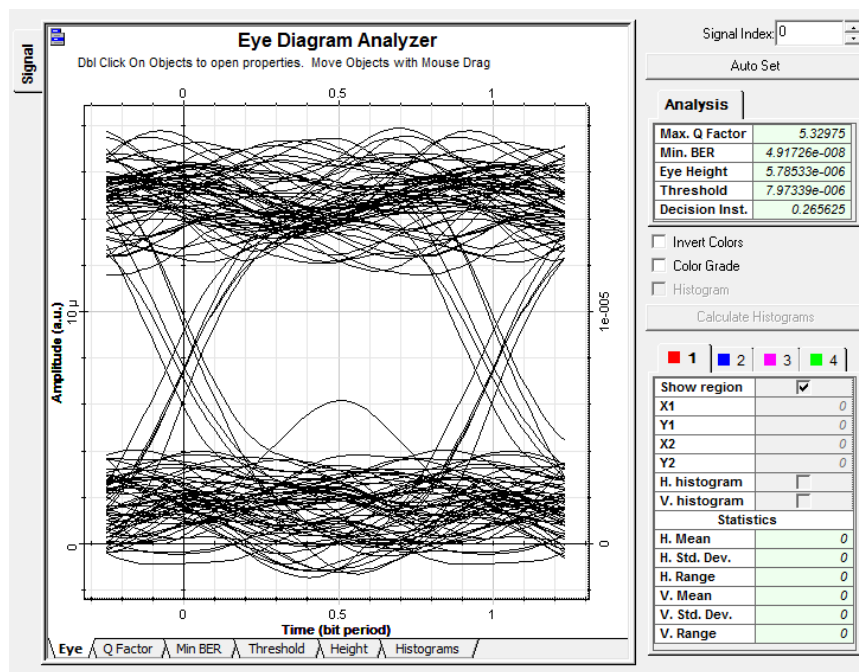 Signal
Eye Diagram Analyzer
Dbl Click On Objects to open properties. Move Objects with Mouse Drag
0 0.5 1
Amplitude (a.u.)
10 µ
0
1e-005
0
0 0.5 1
Time (bit period)
Eye Q Factor Min BER Threshold Height Histograms
Signal Index: 0
Auto Set
Analysis
Max. Q Factor 5.32975
Min. BER 4.91726e-008
Eye Height 5.78533e-006
Threshold 7.97339e-006
Decision Inst. 0.265625
Invert Colors
Color Grade
Histogram
Calculate Histograms
1 2 3 4
Show region
X1 0
Y1 0
X2 0
Y2 0
H. histogram
V. histogram
Statistics
H. Mean 0
H. Std. Dev. 0
H. Range 0
V. Mean 0
V. Std. Dev. 0
V. Range 0